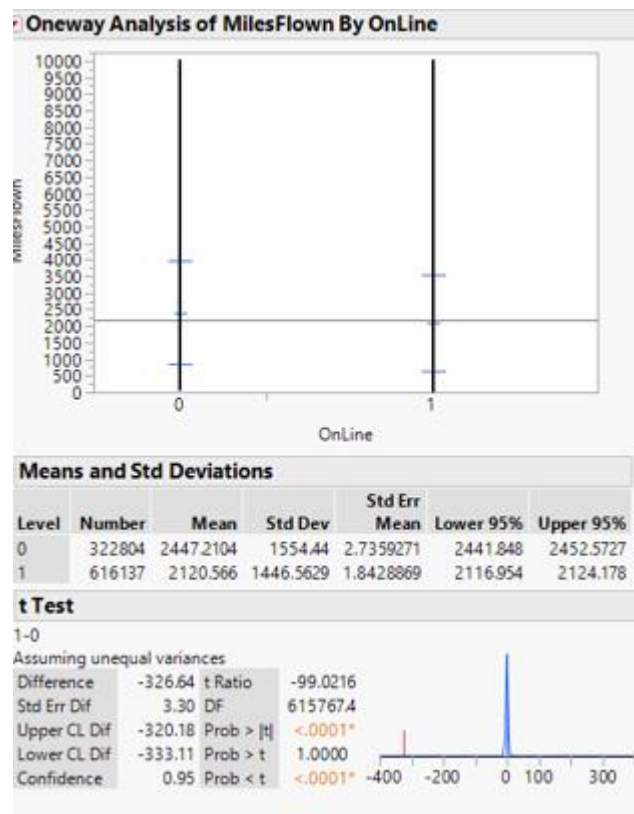 Oneway Analysis of MilesFlown By OnLine
10000
9500
9000
8500
8000
7500
7000
6500
6000
5500
5000
4500
4000
3500
3000
2500
2000
1500
1000
500
0
MilesFlown
0 1
OnLine
Means and Std Deviations
Std Err
Level Number Mean Std Dev Mean Lower 95% Upper 95%
0 322804 2447.2104 1554.44 2.7359271 2441.848 2452.5727
1 616137 2120.566 1446.5629 1.8428869 2116.954 2124.178
t Test
1-0
Assuming unequal variances
Difference -326.64 t Ratio -99.0216
Std Err Dif 3.30 DF 615767.4
Upper CL Dif -320.18 Prob > |t| <.0001*
Lower CL Dif -333.11 Prob > t 1.0000
Confidence 0.95 Prob < t <.0001*
-400 -200 0 100 300